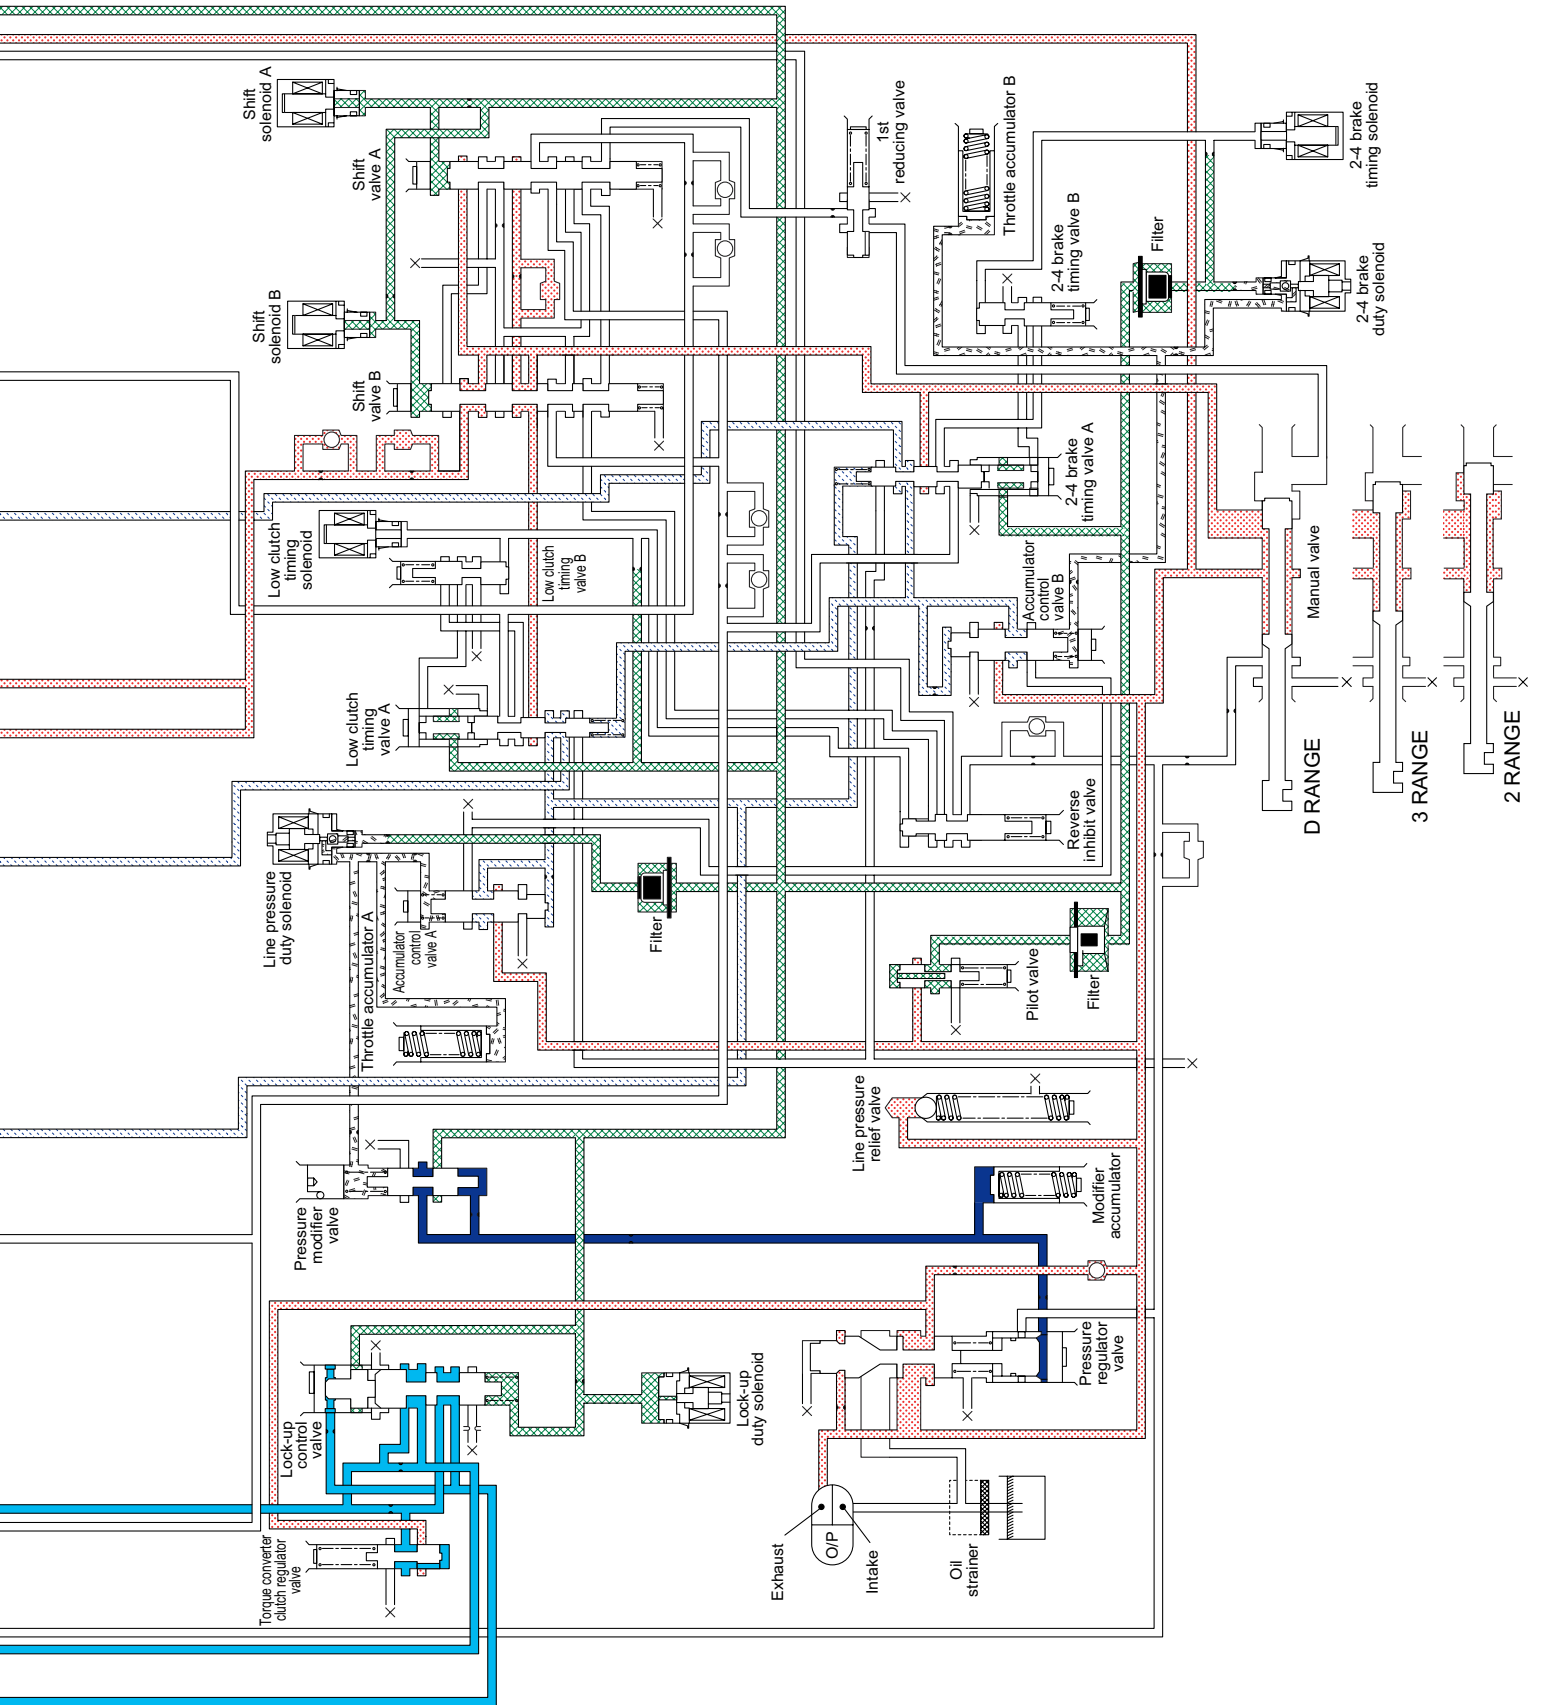 Shift
solenoid A
Shift
valve A
Shift
solenoid B
Shift
valve B
1st
reducing valve
Throttle accumulator B
2-4 brake
timing valve B
Filter
2-4 brake
timing solenoid
2-4 brake
duty solenoid
Low clutch
timing
solenoid
Low clutch
timing
valve B
Low clutch
timing
valve A
2-4 brake
timing valve A
Accumulator
control
valve B
Manual valve
Reverse
inhibit valve
D RANGE
3 RANGE
2 RANGE
Line pressure
duty solenoid
Throttle accumulator A
Accumulator
control
valve A
Filter
Pilot valve
Filter
Line pressure
relief valve
Modifier
accumulator
Pressure
modifier
valve
Lock-up
control
valve
Lock-up
duty solenoid
Pressure
regulator
valve
Torque converter
clutch regulator
valve
Exhaust
O/P
Intake
Oil
strainer